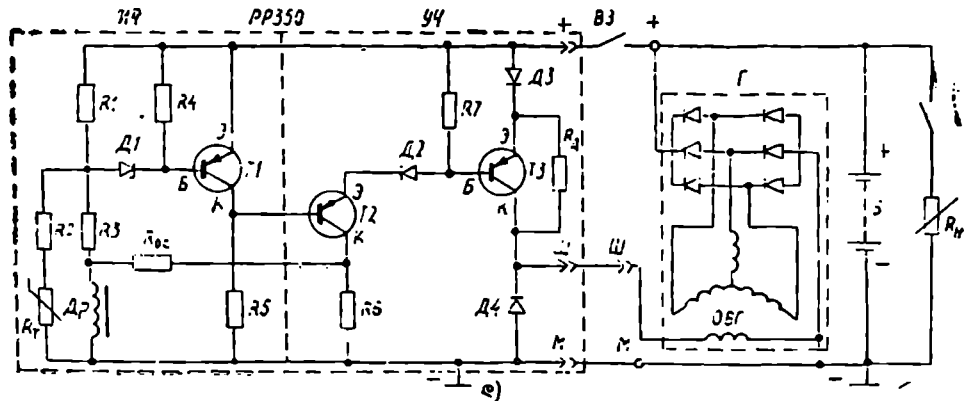 ИЧ РР350 УЧ + ВЗ +
Д3 Г
R1 R4 R7
Э Э Rд
Д1 Д2 +
Б Т1 Б Т3
К Э К Б
R2 R3 Т2 Rн
Rос К Ш Ш
Др R5 R6 Д4 ОВГ
Rт М М
- а) - -